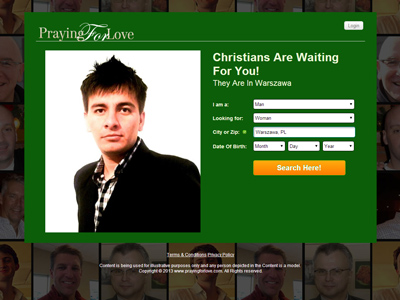 Praying For Love
Login
Christians Are Waiting
For You!
They Are In Warszawa
I am a:
Man
Looking for:
Woman
City or Zip:
Warszawa, PL
Date Of Birth:
Month
Day
Year
Search Here!
Terms & Conditions Privacy Policy
Content is being used for illustrative purposes only and any person depicted in the Content is a model.
Copyright © 2013 www.prayingforlove.com. All Rights reserved.